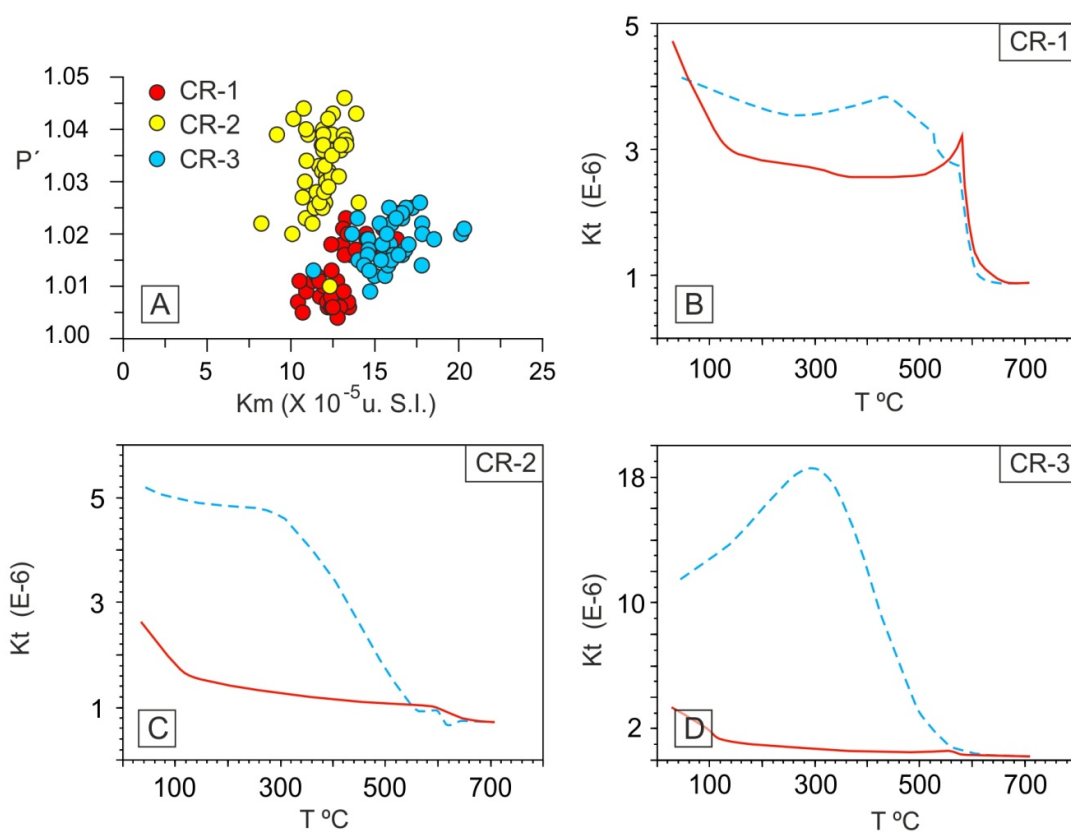 1.05
1.04
1.03
1.02
1.01
1.00
P´
CR-1
CR-2
CR-3
A
0 5 10 15 20 25
Km (X 10-5u. S.I.)
CR-1
5
3
1
Kt (E-6)
B
100 300 500 700
T ºC
CR-2
5
3
1
Kt (E-6)
C
100 300 500 700
T ºC
CR-3
18
10
2
Kt (E-6)
D
100 300 500 700
T ºC